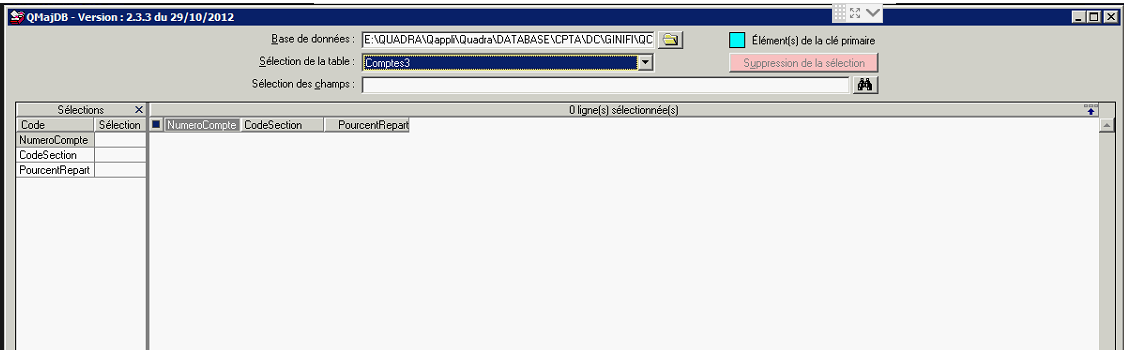 QMajDB - Version : 2.3.3 du 29/10/2012
Base de données : E:\QUADRA\Qappli\Quadra\DATABASE\CPTA\DC\GINIFI\QC
Élément(s) de la clé primaire
Sélection de la table : Comptes3
Suppression de la sélection
Sélection des champs :
Sélections X
0 ligne(s) sélectionnée(s)
Code Sélection
NumeroCompte CodeSection PourcentRepart
NumeroCompte
CodeSection
PourcentRepart